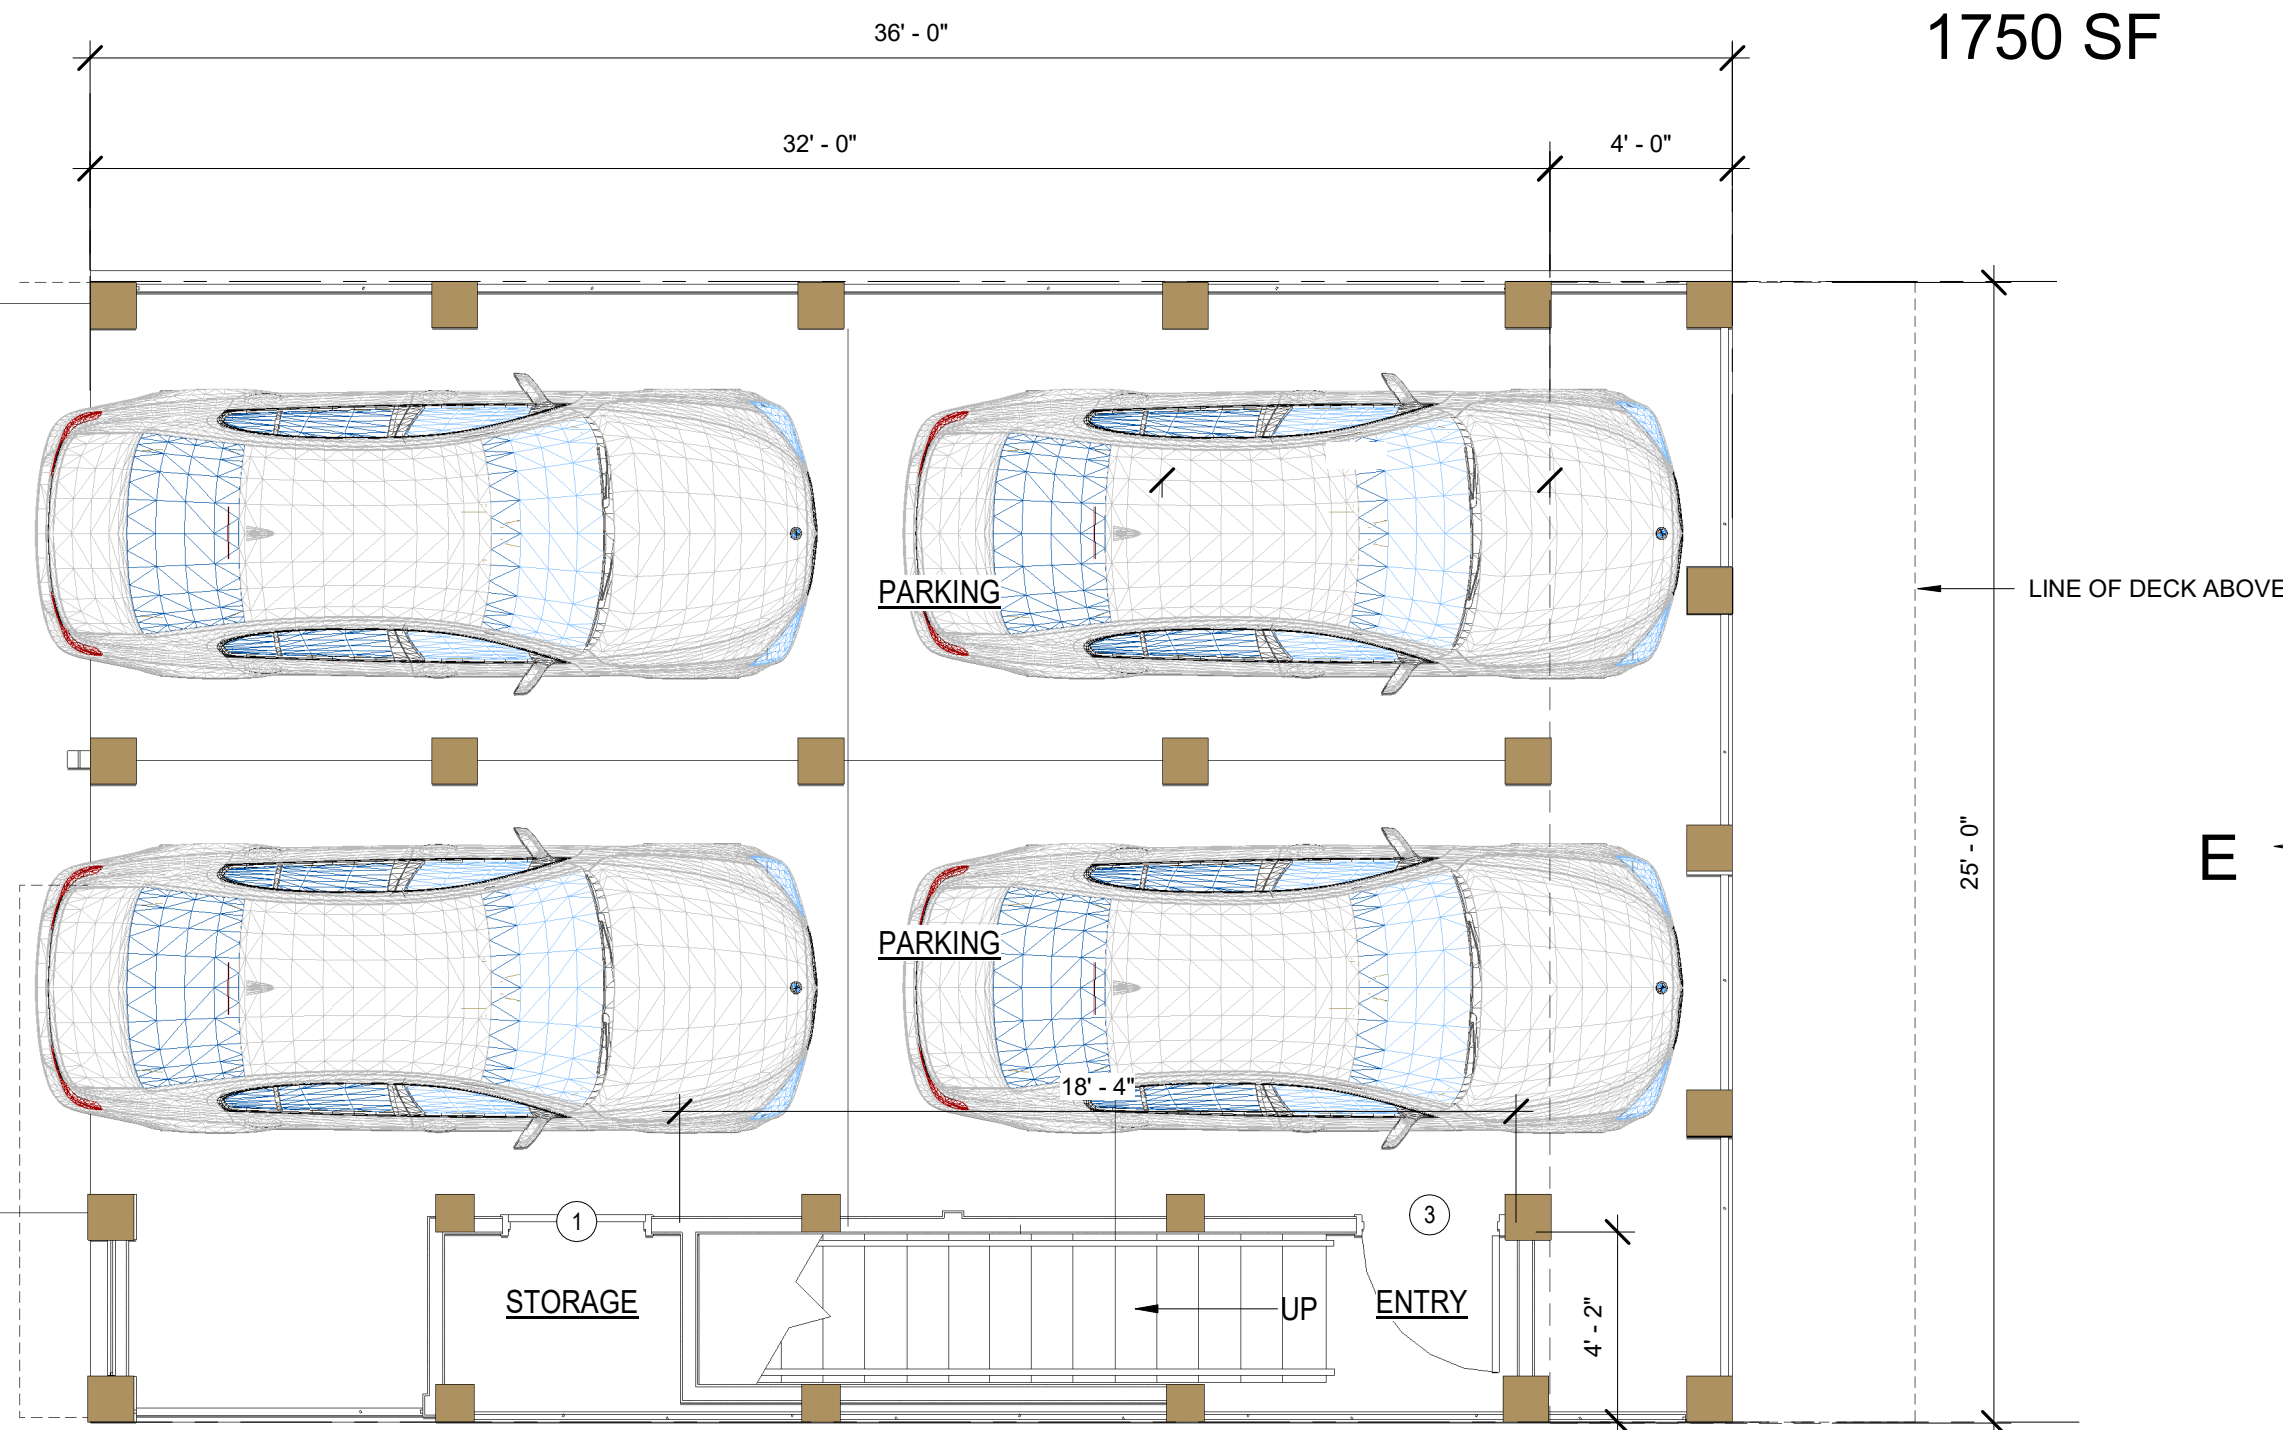 1750 SF
36' - 0"
32' - 0"
4' - 0"
PARKING
LINE OF DECK ABOVE
25' - 0"
E
PARKING
18' - 4"
1
3
STORAGE
UP
ENTRY
4' - 2"